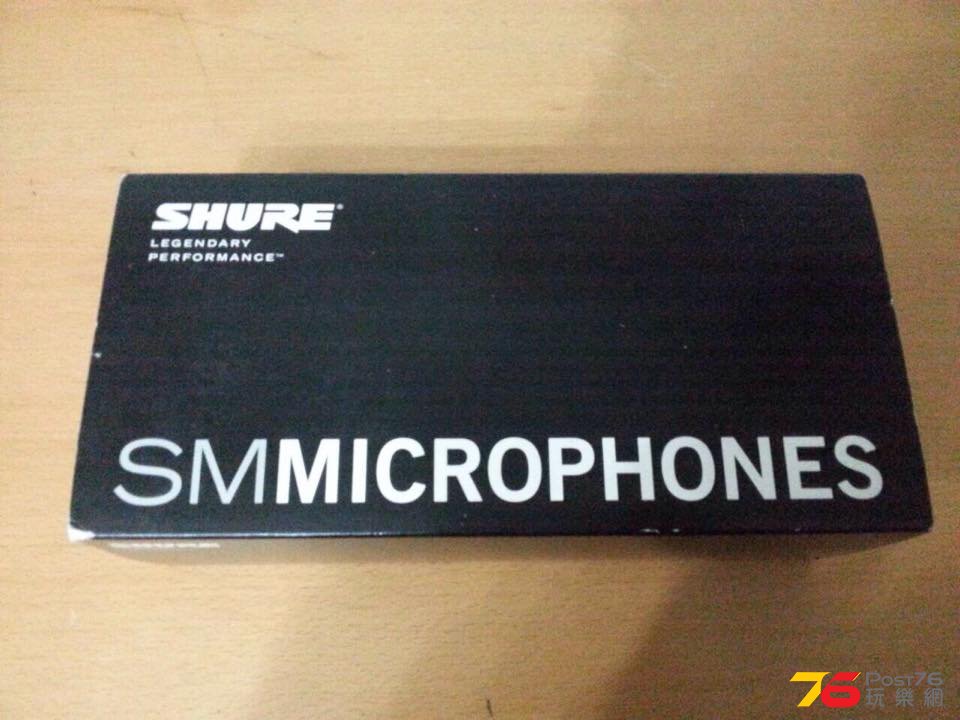 SHURE®
LEGENDARY
PERFORMANCE™
SMMICROPHONES
76 POST76
玩樂網